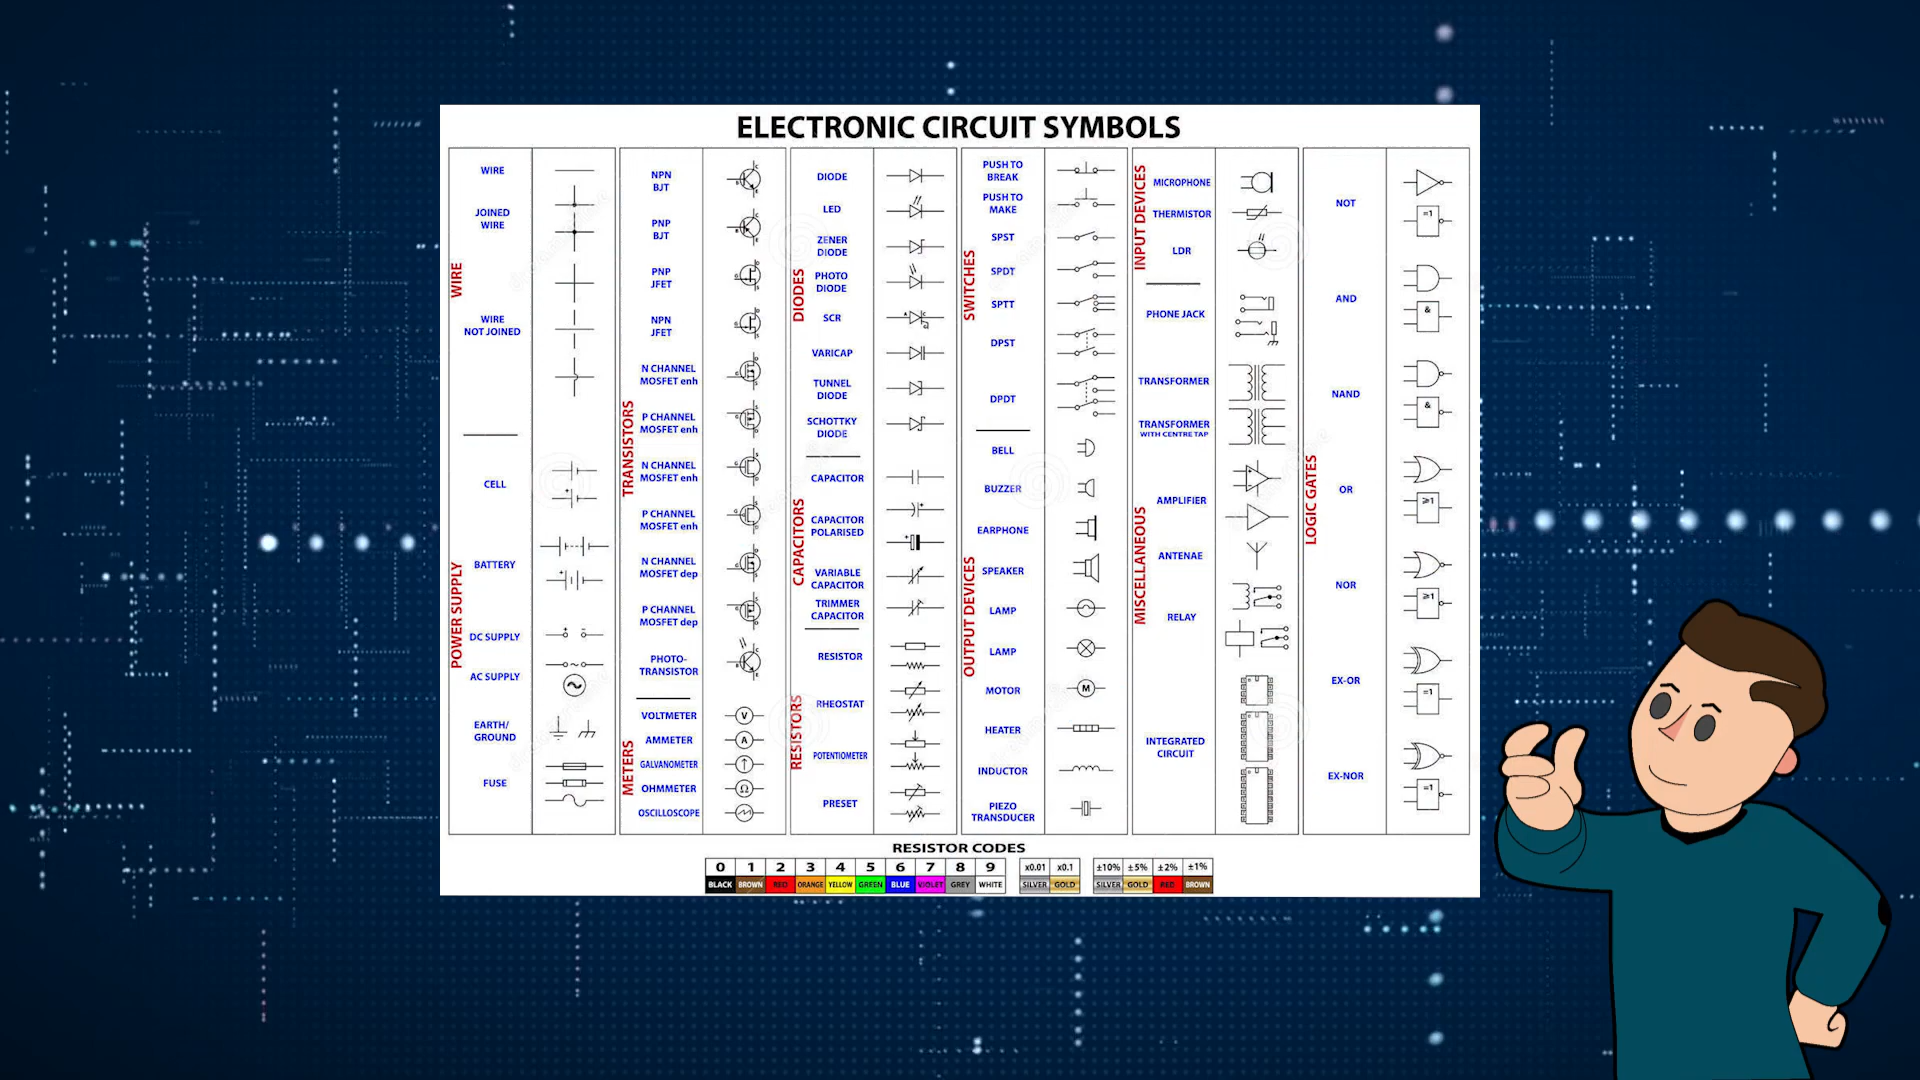 ELECTRONIC CIRCUIT SYMBOLS
WIRE
WIRE
JOINED
WIRE
WIRE
NOT JOINED
POWER SUPPLY
CELL
BATTERY
DC SUPPLY
AC SUPPLY
EARTH/
GROUND
FUSE
TRANSISTORS
NPN
BJT
PNP
BJT
PNP
JFET
NPN
JFET
N CHANNEL
MOSFET enh
P CHANNEL
MOSFET enh
N CHANNEL
MOSFET enh
P CHANNEL
MOSFET enh
N CHANNEL
MOSFET dep
P CHANNEL
MOSFET dep
PHOTO-
TRANSISTOR
METERS
VOLTMETER
V
AMMETER
A
GALVANOMETER
OHMMETER
Ω
OSCILLOSCOPE
DIODES
DIODE
LED
ZENER
DIODE
PHOTO
DIODE
SCR
VARICAP
TUNNEL
DIODE
SCHOTTKY
DIODE
CAPACITORS
CAPACITOR
CAPACITOR
POLARISED
VARIABLE
CAPACITOR
TRIMMER
CAPACITOR
RESISTORS
RESISTOR
RHEOSTAT
POTENTIOMETER
PRESET
SWITCHES
PUSH TO
BREAK
PUSH TO
MAKE
SPST
SPDT
SPTT
DPST
DPDT
OUTPUT DEVICES
BELL
BUZZER
EARPHONE
SPEAKER
LAMP
LAMP
MOTOR
M
HEATER
INDUCTOR
PIEZO
TRANSDUCER
INPUT DEVICES
MICROPHONE
THERMISTOR
LDR
MISCELLANEOUS
PHONE JACK
TRANSFORMER
TRANSFORMER
WITH CENTRE TAP
AMPLIFIER
ANTENAE
RELAY
INTEGRATED
CIRCUIT
LOGIC GATES
NOT
=1
AND
&
NAND
&
OR
≥1
NOR
≥1
EX-OR
=1
EX-NOR
=1
RESISTOR CODES
0 1 2 3 4 5 6 7 8 9 x0.01 x0.1 ±10% ±5% ±2% ±1%
BLACK BROWN RED ORANGE YELLOW GREEN BLUE VIOLET GREY WHITE SILVER GOLD SILVER GOLD RED BROWN